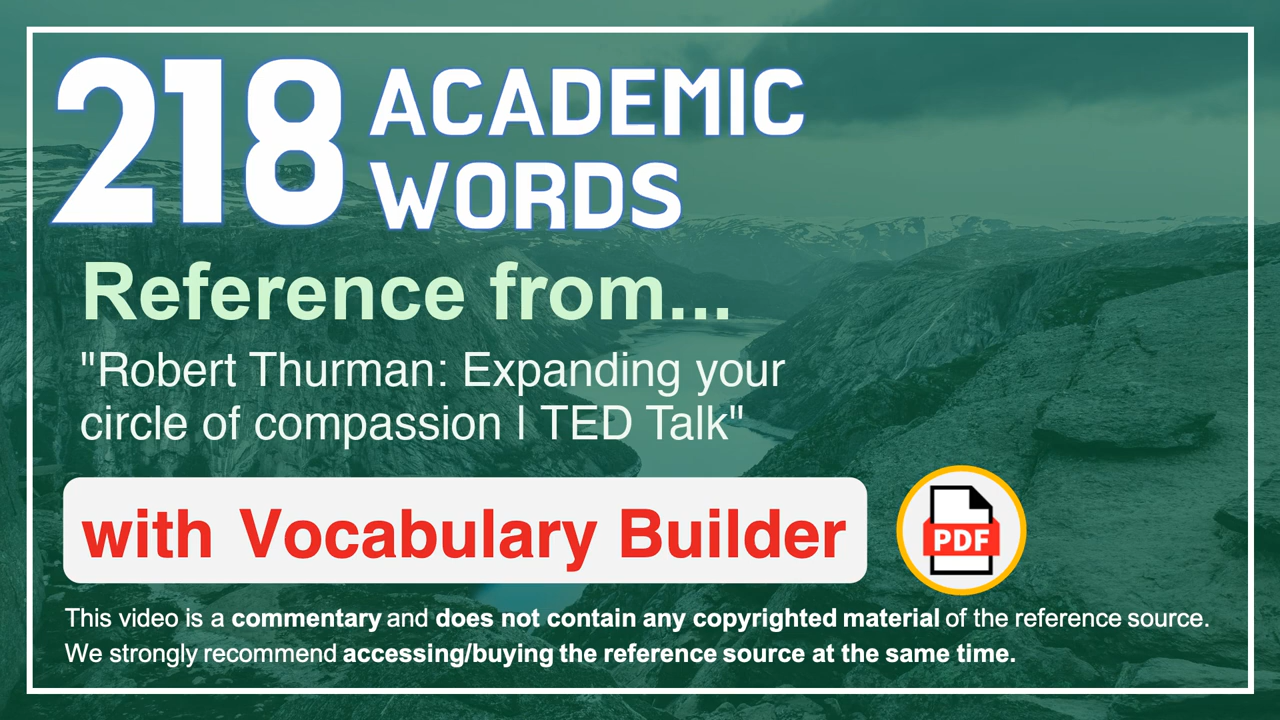 218 ACADEMIC
WORDS
Reference from...
"Robert Thurman: Expanding your
circle of compassion | TED Talk"
with Vocabulary Builder
PDF
This video is a commentary and does not contain any copyrighted material of the reference source.
We strongly recommend accessing/buying the reference source at the same time.